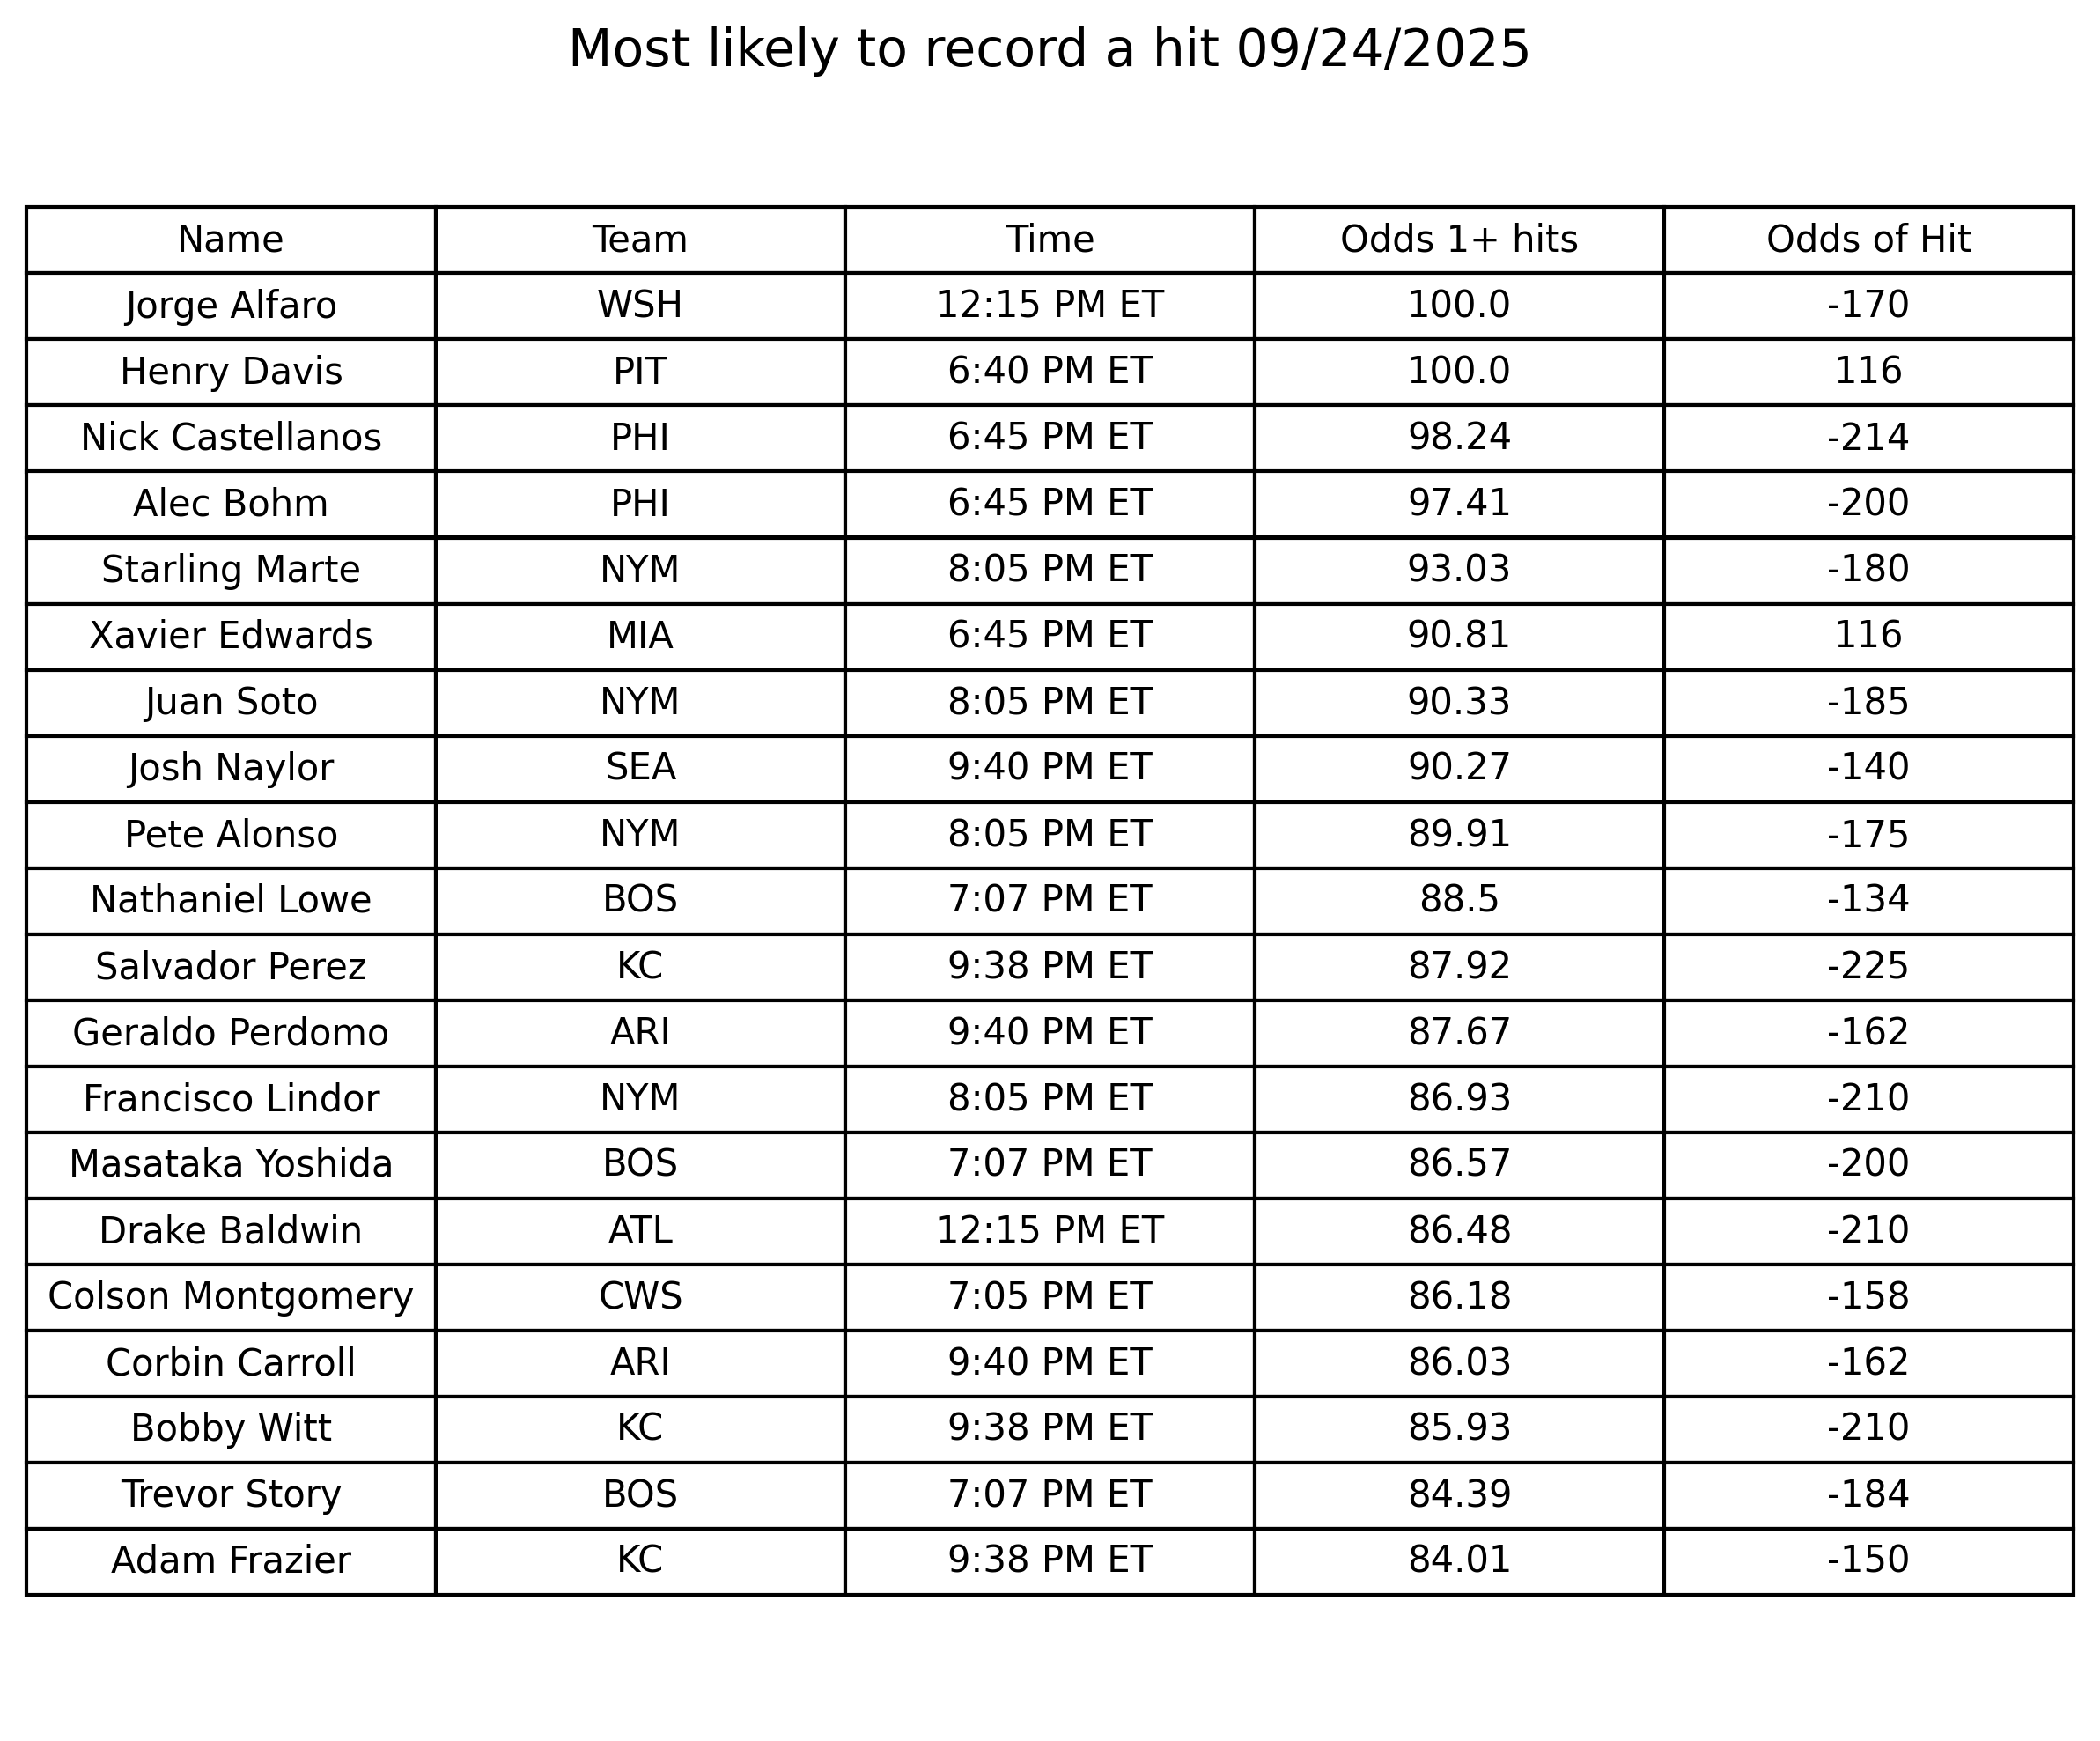 Most likely to record a hit 09/24/2025
Name Team Time Odds 1+ hits Odds of Hit
Jorge Alfaro WSH 12:15 PM ET 100.0 -170
Henry Davis PIT 6:40 PM ET 100.0 116
Nick Castellanos PHI 6:45 PM ET 98.24 -214
Alec Bohm PHI 6:45 PM ET 97.41 -200
Starling Marte NYM 8:05 PM ET 93.03 -180
Xavier Edwards MIA 6:45 PM ET 90.81 116
Juan Soto NYM 8:05 PM ET 90.33 -185
Josh Naylor SEA 9:40 PM ET 90.27 -140
Pete Alonso NYM 8:05 PM ET 89.91 -175
Nathaniel Lowe BOS 7:07 PM ET 88.5 -134
Salvador Perez KC 9:38 PM ET 87.92 -225
Geraldo Perdomo ARI 9:40 PM ET 87.67 -162
Francisco Lindor NYM 8:05 PM ET 86.93 -210
Masataka Yoshida BOS 7:07 PM ET 86.57 -200
Drake Baldwin ATL 12:15 PM ET 86.48 -210
Colson Montgomery CWS 7:05 PM ET 86.18 -158
Corbin Carroll ARI 9:40 PM ET 86.03 -162
Bobby Witt KC 9:38 PM ET 85.93 -210
Trevor Story BOS 7:07 PM ET 84.39 -184
Adam Frazier KC 9:38 PM ET 84.01 -150